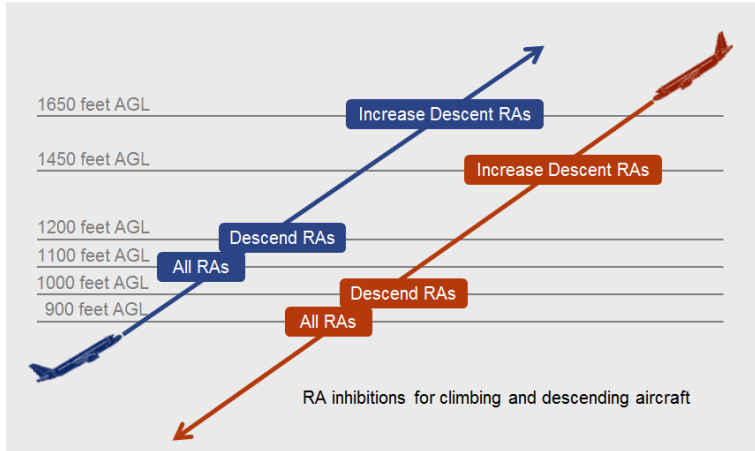 1650 feet AGL
Increase Descent RAs
1450 feet AGL
Increase Descent RAs
1200 feet AGL
Descend RAs
1100 feet AGL
All RAs
1000 feet AGL
Descend RAs
900 feet AGL
All RAs
RA inhibitions for climbing and descending aircraft